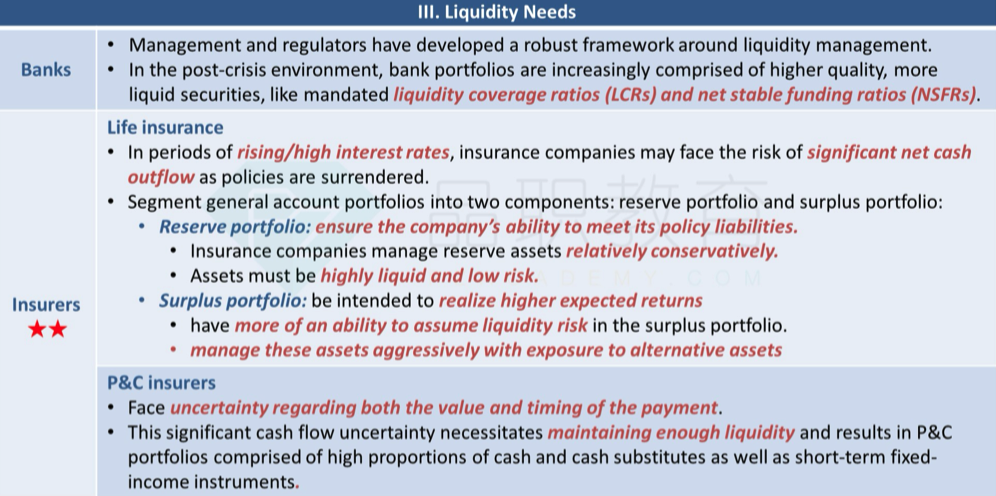 III. Liquidity Needs
Banks
• Management and regulators have developed a robust framework around liquidity management.
• In the post-crisis environment, bank portfolios are increasingly comprised of higher quality, more
liquid securities, like mandated liquidity coverage ratios (LCRs) and net stable funding ratios (NSFRs).
Insurers
★★
Life insurance
• In periods of rising/high interest rates, insurance companies may face the risk of significant net cash
outflow as policies are surrendered.
• Segment general account portfolios into two components: reserve portfolio and surplus portfolio:
• Reserve portfolio: ensure the company's ability to meet its policy liabilities.
• Insurance companies manage reserve assets relatively conservatively.
• Assets must be highly liquid and low risk.
• Surplus portfolio: be intended to realize higher expected returns
• have more of an ability to assume liquidity risk in the surplus portfolio.
• manage these assets aggressively with exposure to alternative assets
P&C insurers
• Face uncertainty regarding both the value and timing of the payment.
• This significant cash flow uncertainty necessitates maintaining enough liquidity and results in P&C
portfolios comprised of high proportions of cash and cash substitutes as well as short-term fixed-
income instruments.
品职教育